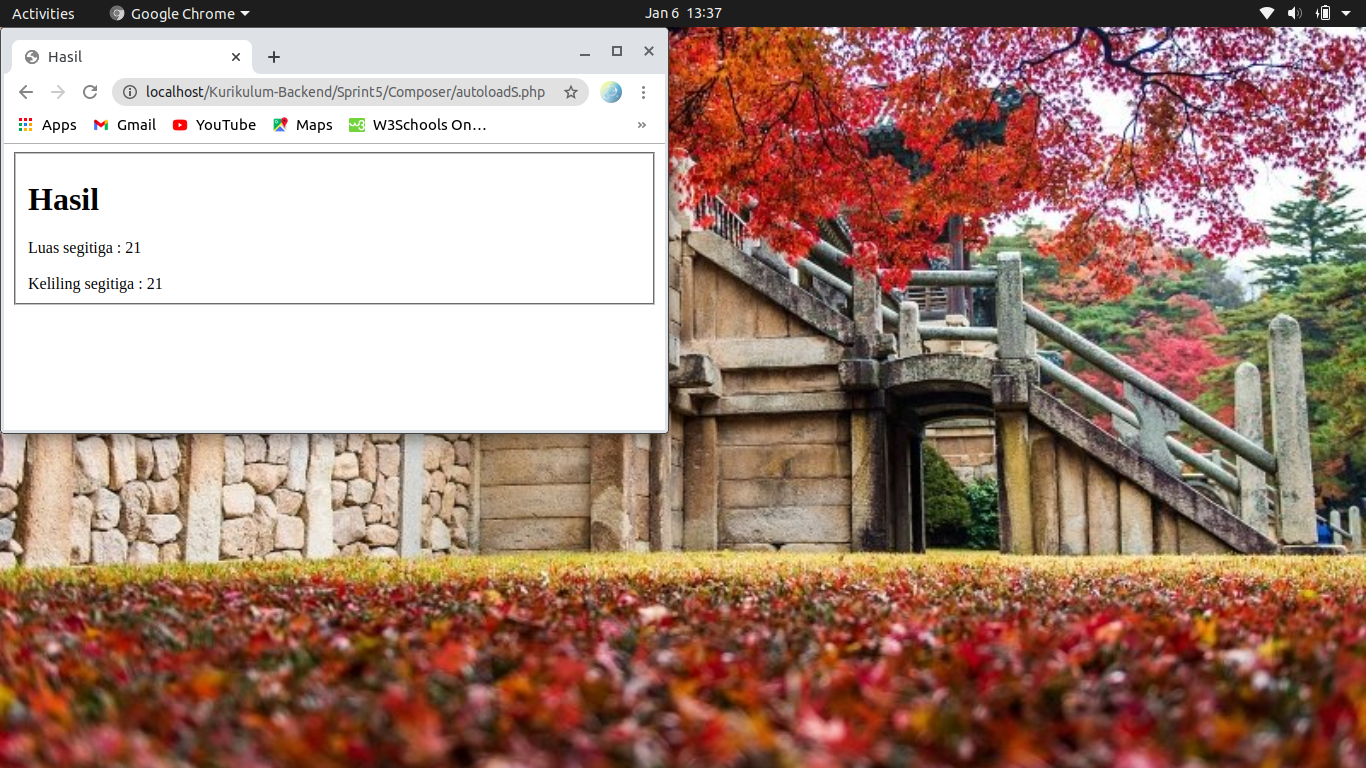 Activities Google Chrome Jan 6 13:37
Hasil
localhost/Kurikulum-Backend/Sprint5/Composer/autoloadS.php
Apps Gmail YouTube Maps W3Schools On… »
Hasil
Luas segitiga : 21
Keliling segitiga : 21